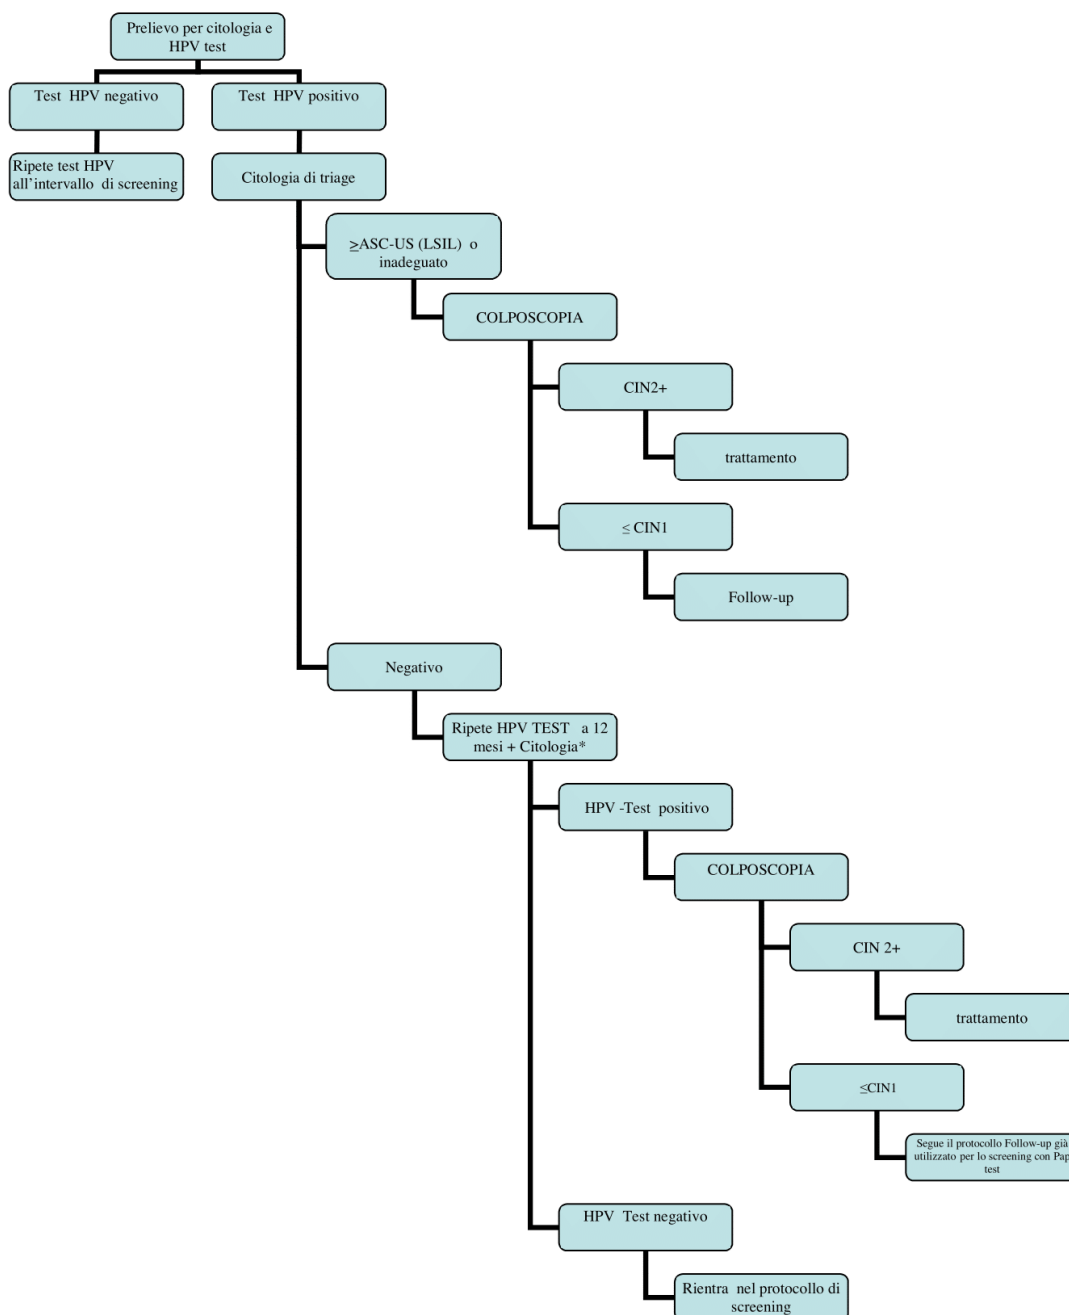 Prelievo per citologia e
HPV test
Test HPV negativo
Test HPV positivo
Ripete test HPV
all'intervallo di screening
Citologia di triage
≥ASC-US (LSIL) o
inadeguato
COLPOSCOPIA
CIN2+
trattamento
≤ CIN1
Follow-up
Negativo
Ripete HPV TEST a 12
mesi + Citologia*
HPV -Test positivo
COLPOSCOPIA
CIN 2+
trattamento
≤CIN1
Segue il protocollo Follow-up già
utilizzato per lo screening con Pap
test
HPV Test negativo
Rientra nel protocollo di
screening